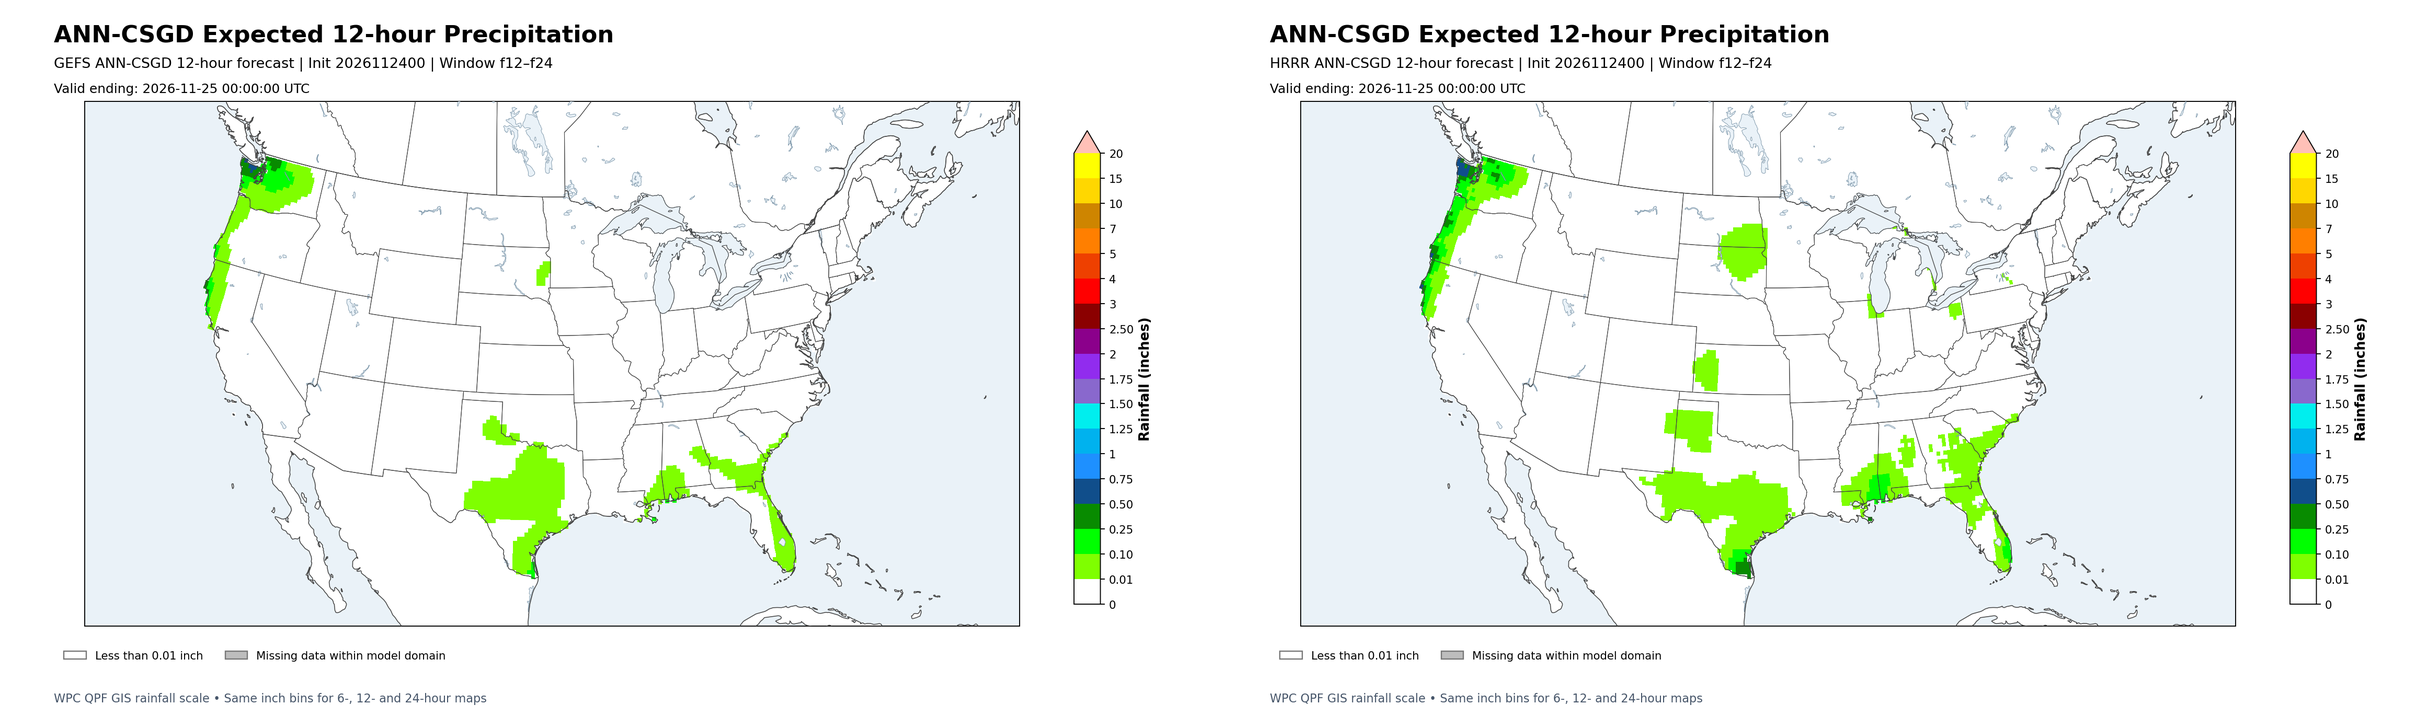 ANN-CSGD Expected 12-hour Precipitation
GEFS ANN-CSGD 12-hour forecast | Init 2026112400 | Window f12–f24
Valid ending: 2026-11-25 00:00:00 UTC
20
15
10
7
5
4
3
2.50
2
1.75
1.50
1.25
1
0.75
0.50
0.25
0.10
0.01
0
Rainfall (inches)
Less than 0.01 inch
Missing data within model domain
WPC QPF GIS rainfall scale • Same inch bins for 6-, 12- and 24-hour maps
ANN-CSGD Expected 12-hour Precipitation
HRRR ANN-CSGD 12-hour forecast | Init 2026112400 | Window f12–f24
Valid ending: 2026-11-25 00:00:00 UTC
20
15
10
7
5
4
3
2.50
2
1.75
1.50
1.25
1
0.75
0.50
0.25
0.10
0.01
0
Rainfall (inches)
Less than 0.01 inch
Missing data within model domain
WPC QPF GIS rainfall scale • Same inch bins for 6-, 12- and 24-hour maps